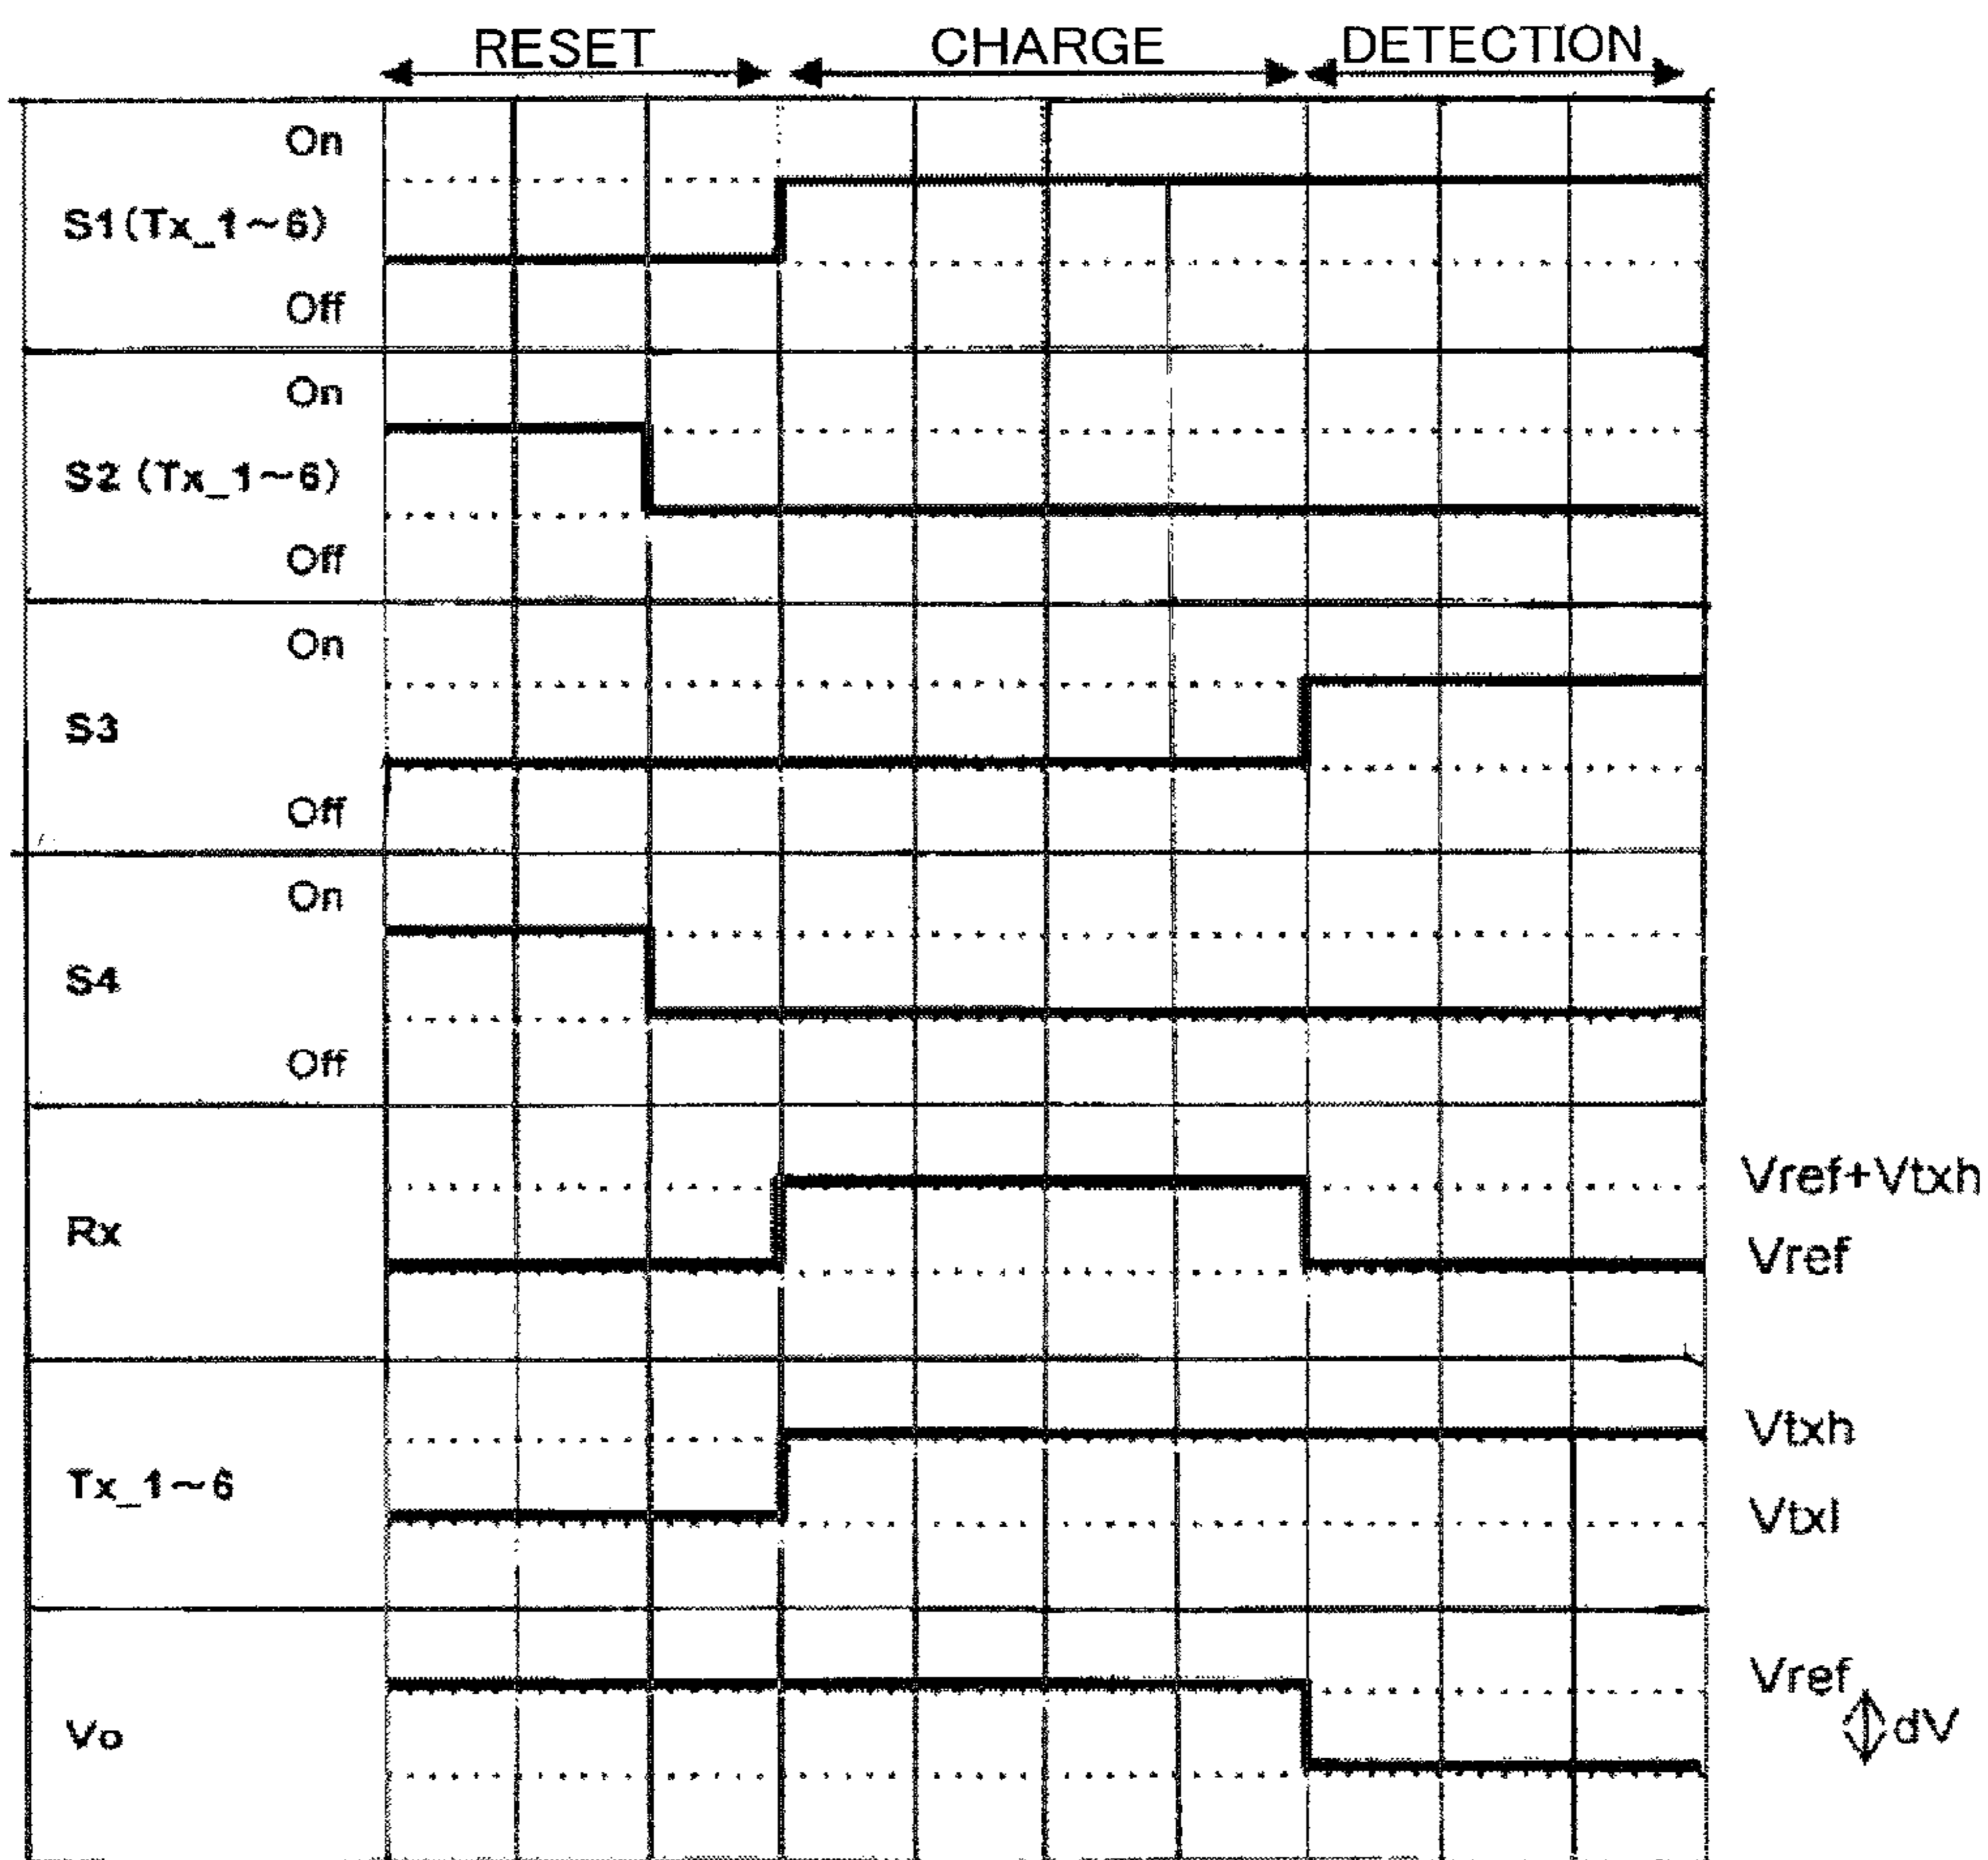 RESET CHARGE DETECTION
On
S1(Tx_1~6)
Off
On
S2 (Tx_1~6)
Off
On
S3
Off
On
S4
Off
Vref+Vtxh
Rx
Vref
Vtxh
Tx_1~6
Vtxl
Vref
Vo
dV